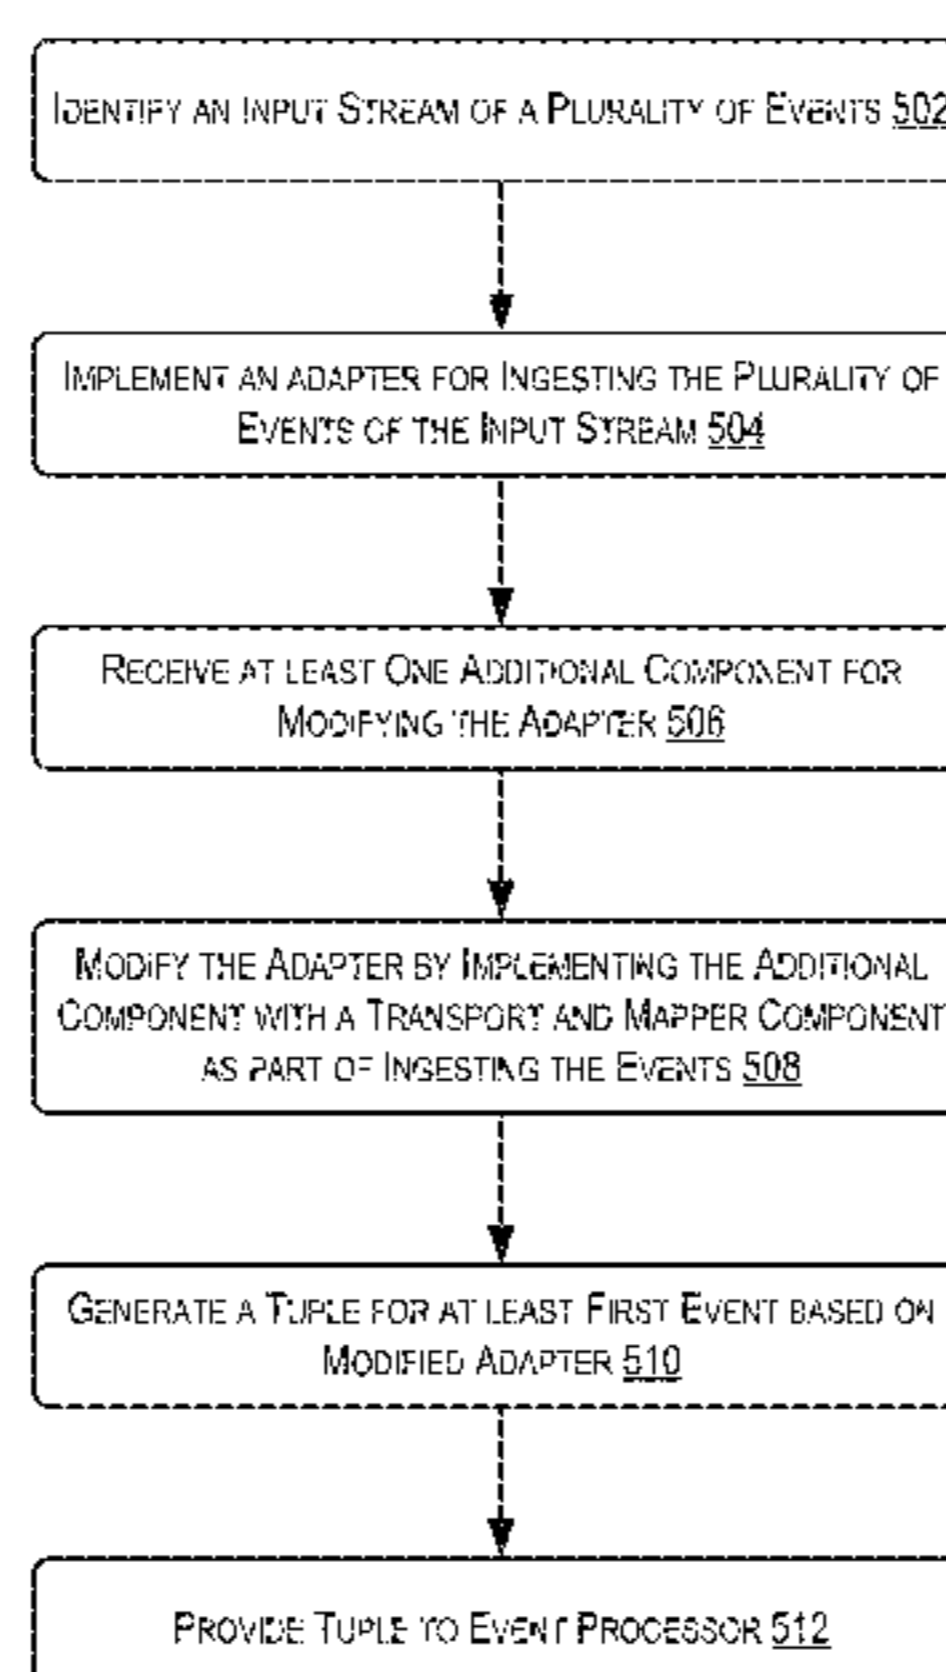 IDENTIFY AN INPUT STREAM OF A PLURALITY OF EVENTS 502
IMPLEMENT AN ADAPTER FOR INGESTING THE PLURALITY OF
EVENTS OF THE INPUT STREAM 504
RECEIVE AT LEAST ONE ADDITIONAL COMPONENT FOR
MODIFYING THE ADAPTER 506
MODIFY THE ADAPTER BY IMPLEMENTING THE ADDITIONAL
COMPONENT WITH A TRANSPORT AND MAPPER COMPONENT
AS PART OF INGESTING THE EVENTS 508
GENERATE A TUPLE FOR AT LEAST FIRST EVENT BASED ON
MODIFIED ADAPTER 510
PROVIDE TUPLE TO EVENT PROCESSOR 512